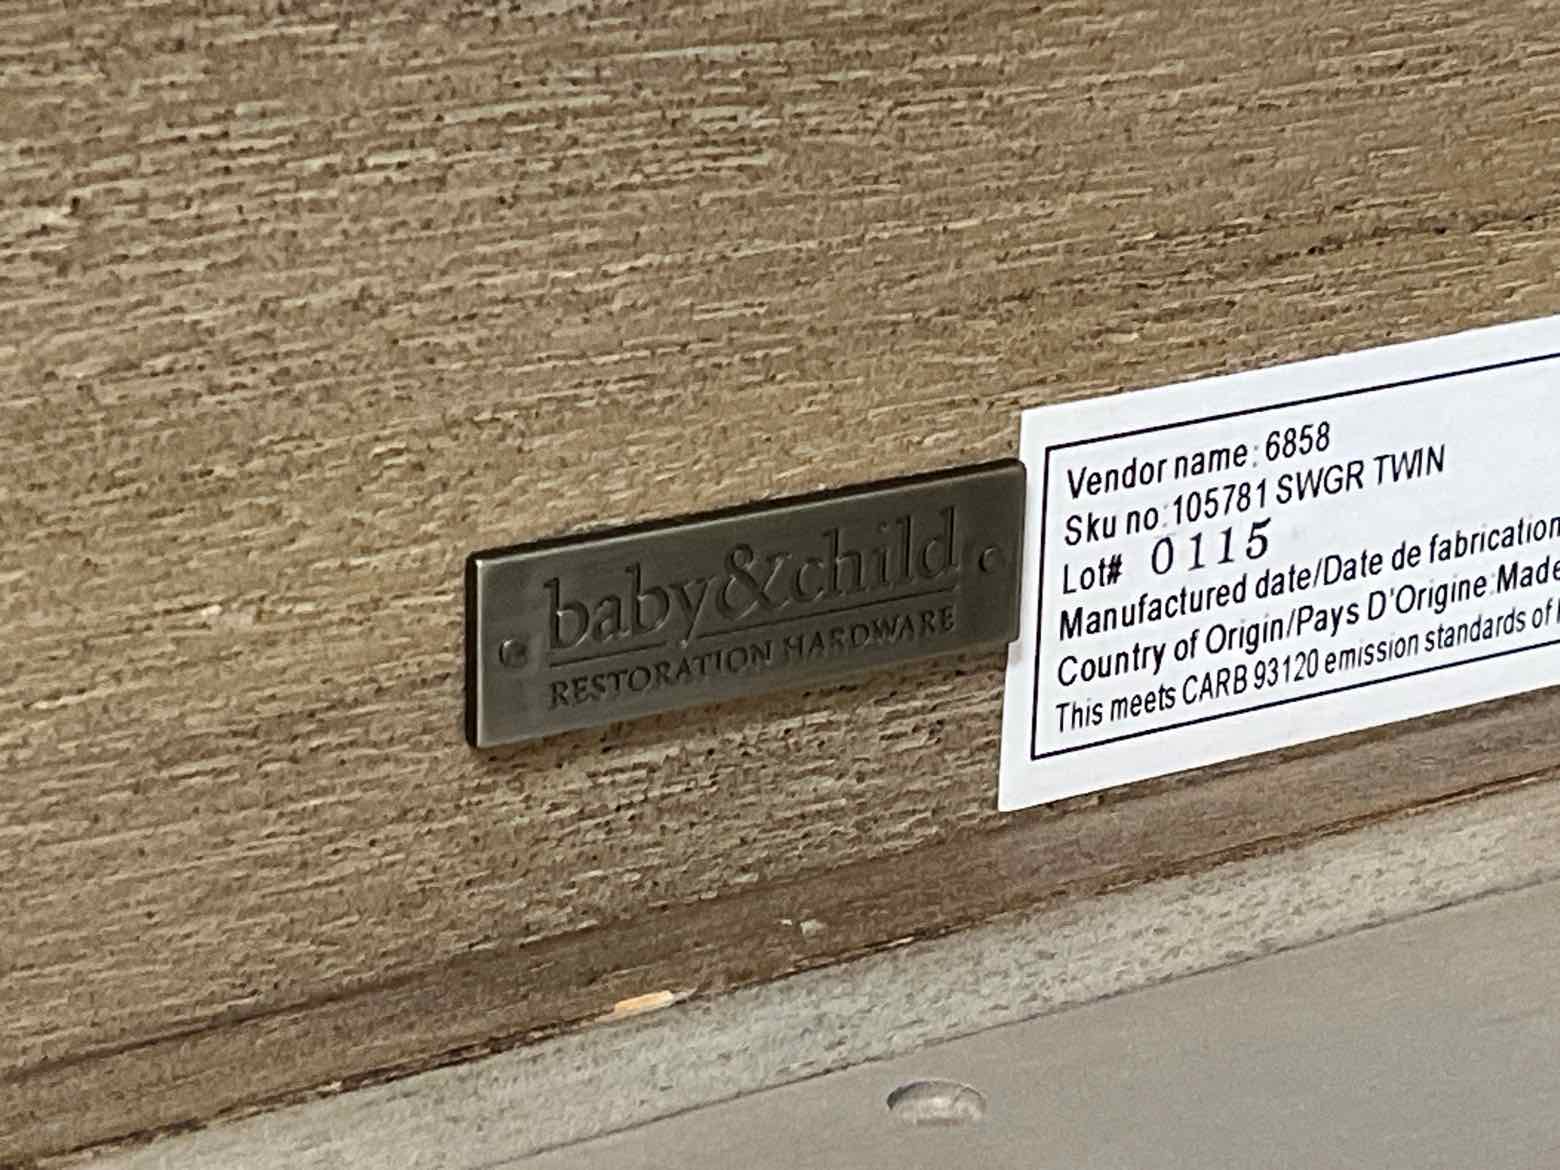 baby&child
RESTORATION HARDWARE
Vendor name: 6858
Sku no:105781 SWGR TWIN
Lot# 0115
Manufactured date/Date de fabrication
Country of Origin/Pays D'Origine:Made
This meets CARB 93120 emission standards of